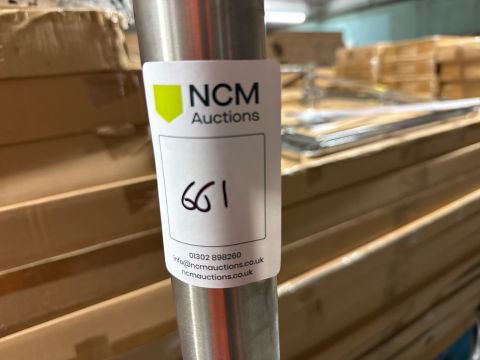 NCM
Auctions
661
01302 898260
info@ncmauctions.co.uk
ncmauctions.co.uk